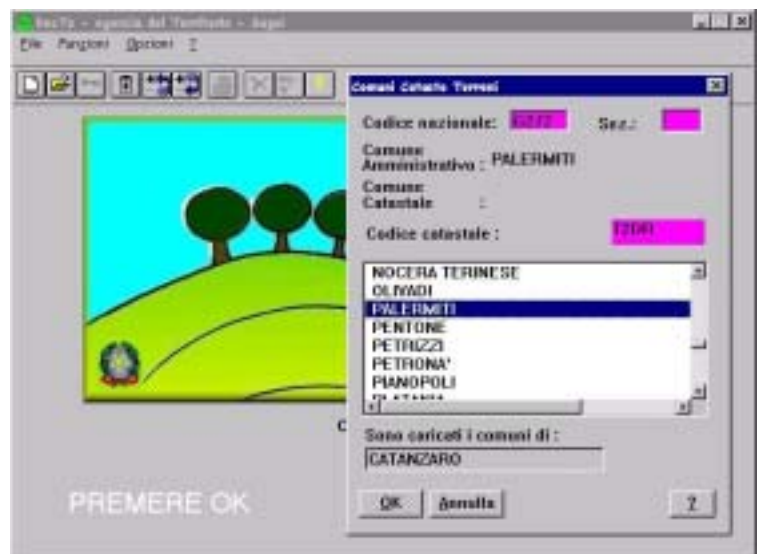 File Funzioni Opzioni ?
Comuni Catasto Terreni
Codice nazionale: G272 Sez.:
Comune
Amministrativo : PALERMITI
Comune
Catastale :
Codice catastale :
NOCERA TERINESE
OLIVADI
PALERMITI
PENTONE
PETRIZZI
PETRONA'
PIANOPOLI
Sono caricati i comuni di :
CATANZARO
PREMERE OK
OK Annulla ?